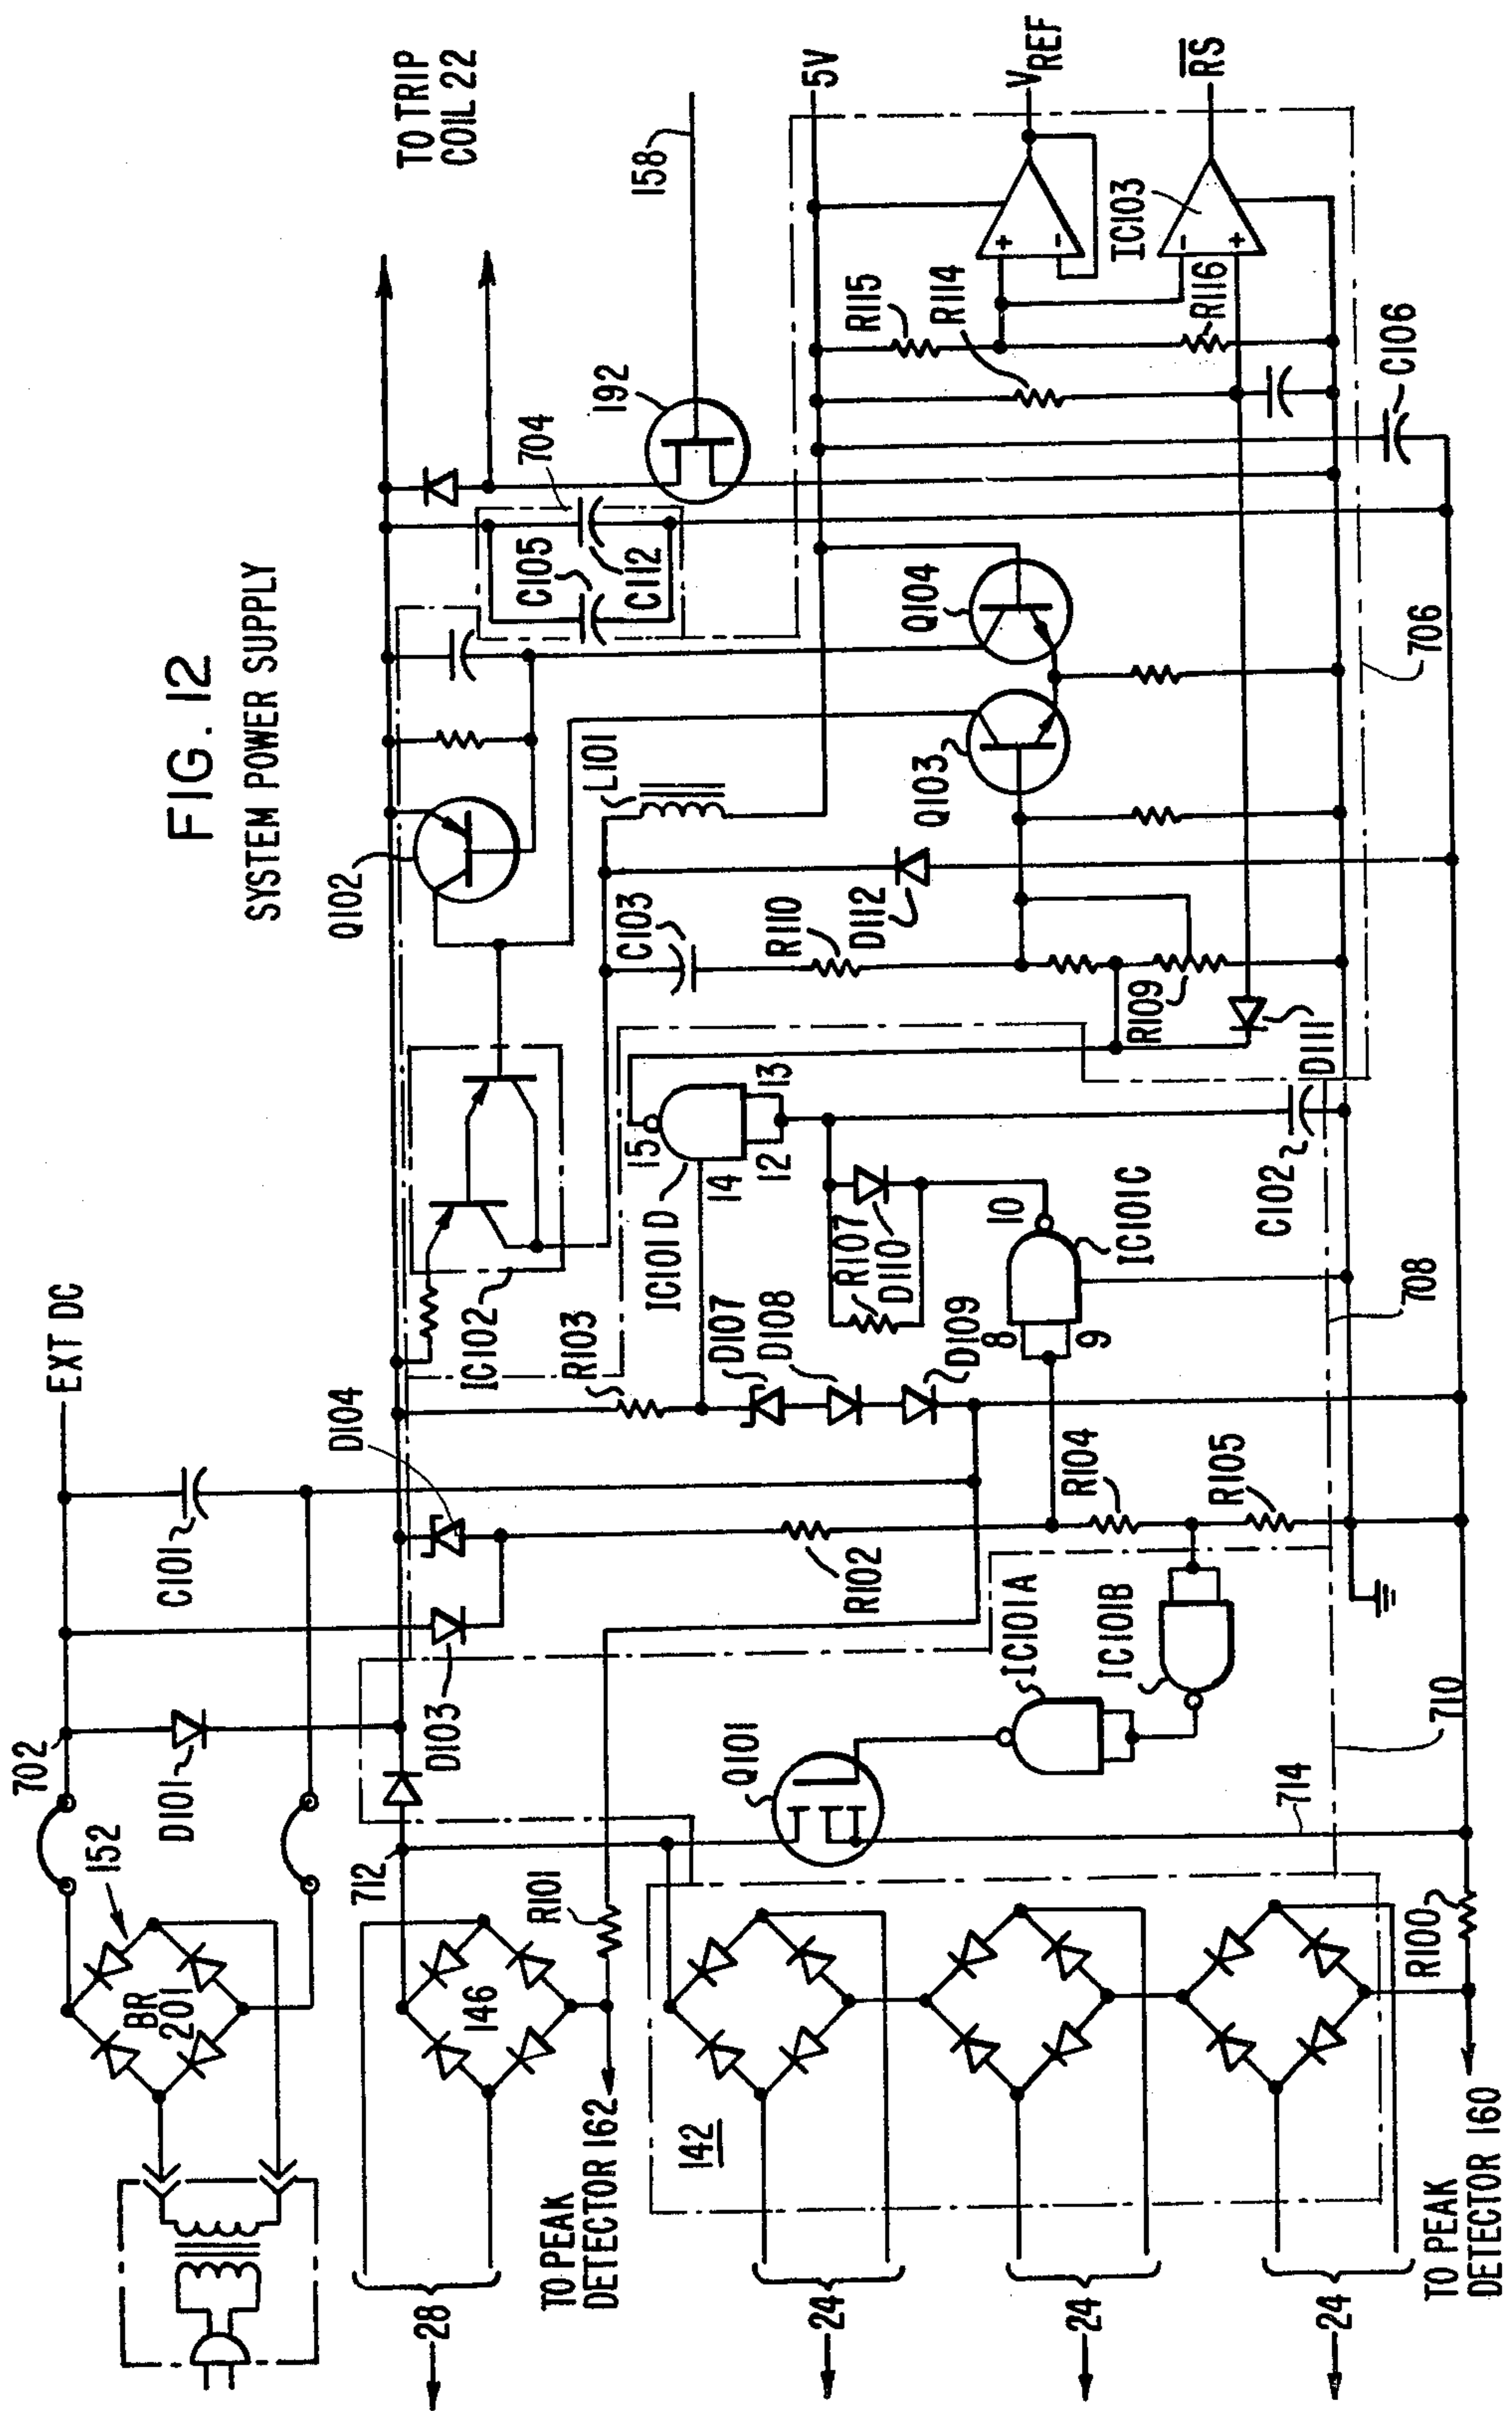 FIG. 12
SYSTEM POWER SUPPLY
EXT DC
702
152
BR
201
D101
C101
D103
D104
Q102
TO TRIP
COIL 22
28
146
712
R101
TO PEAK
DETECTOR 162
IC102
R103
C103
L101
C105
C112
704
192
158
5V
142
24
24
24
Q101
IC101A
IC101B
R102
R104
R105
D107
D108
D109
IC101D
15
14
13
12
R107
D110
10
8
9
IC101C
C102
R110
D112
R109
D111
Q103
Q104
R115
R114
R116
+
-
-
+
IC103
VREF
RS
C106
706
708
710
714
R100
TO PEAK
DETECTOR 160